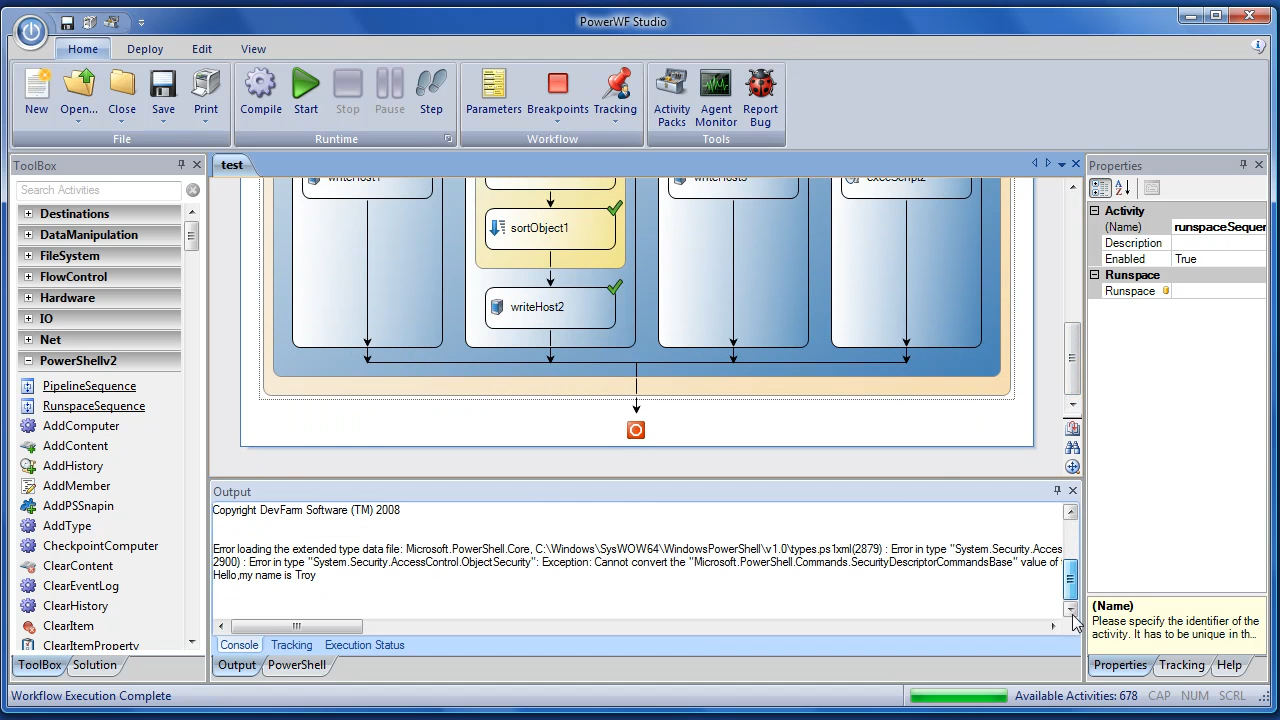 PowerWF Studio
Home Deploy Edit View
New Open... Close Save Print Compile Start Stop Pause Step Parameters Breakpoints Tracking Activity Packs Agent Monitor Report Bug
File Runtime Workflow Tools
ToolBox
Search Activities
Destinations
DataManipulation
FileSystem
FlowControl
Hardware
IO
Net
PowerShellv2
PipelineSequence
RunspaceSequence
AddComputer
AddContent
AddHistory
AddMember
AddPSSnapin
AddType
CheckpointComputer
ClearContent
ClearEventLog
ClearHistory
ClearItem
ClearItemProperty
ToolBox Solution
test
sortObject1
writeHost2
Output
Copyright DevFarm Software (TM) 2008
Error loading the extended type data file: Microsoft.PowerShell.Core, C:\Windows\SysWOW64\WindowsPowerShell\v1.0\types.ps1xml(2879) : Error in type "System.Security.Acces
2900) : Error in type "System.Security.AccessControl.ObjectSecurity": Exception: Cannot convert the "Microsoft.PowerShell.Commands.SecurityDescriptorCommandsBase" value of
Hello,my name is Troy
Console Tracking Execution Status
Output PowerShell
Properties
Activity
(Name) runspaceSequer
Description
Enabled True
Runspace
Runspace
(Name)
Please specify the identifier of the
activity. It has to be unique in th...
Properties Tracking Help
Workflow Execution Complete Available Activities: 678 CAP NUM SCRL